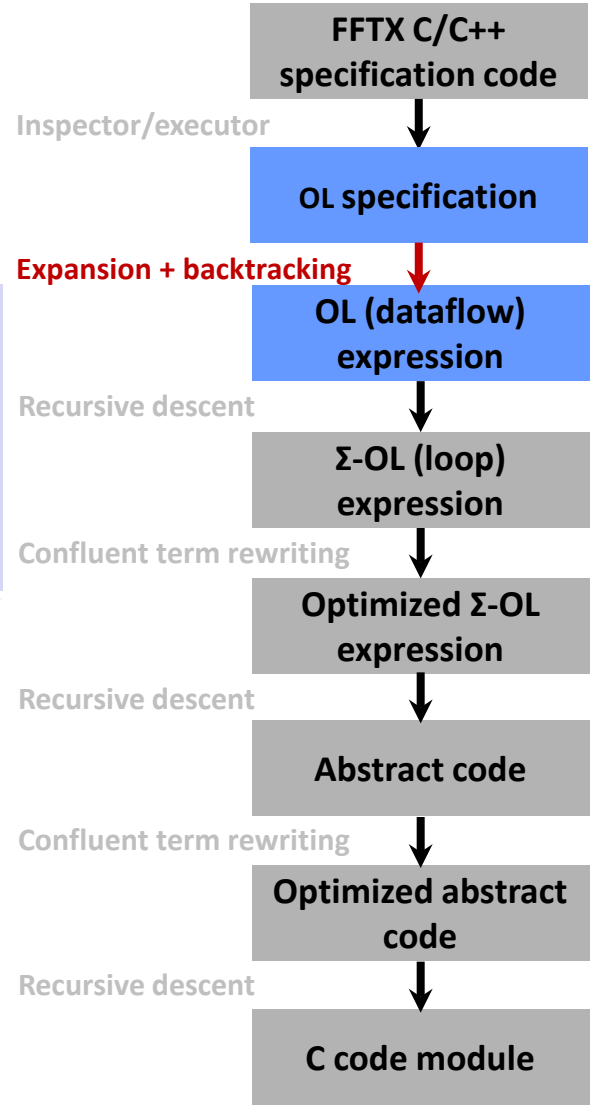 FFTX C/C++
specification code
Inspector/executor
OL specification
Expansion + backtracking
OL (dataflow)
expression
Recursive descent
Σ-OL (loop)
expression
Confluent term rewriting
Optimized Σ-OL
expression
Recursive descent
Abstract code
Confluent term rewriting
Optimized abstract
code
Recursive descent
C code module